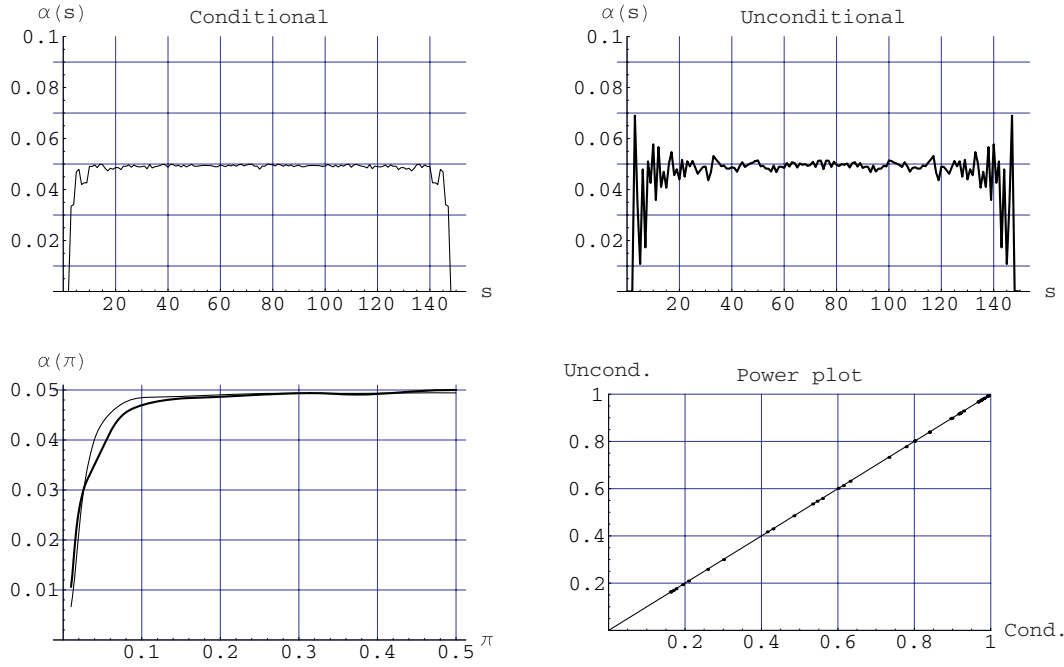 α(s) Conditional
0.1
0.08
0.06
0.04
0.02
20 40 60 80 100 120 140 s
α(s) Unconditional
0.1
0.08
0.06
0.04
0.02
20 40 60 80 100 120 140 s
α(π)
0.05
0.04
0.03
0.02
0.01
0.1 0.2 0.3 0.4 0.5 π
Uncond. Power plot
1
0.8
0.6
0.4
0.2
0.2 0.4 0.6 0.8 1 Cond.